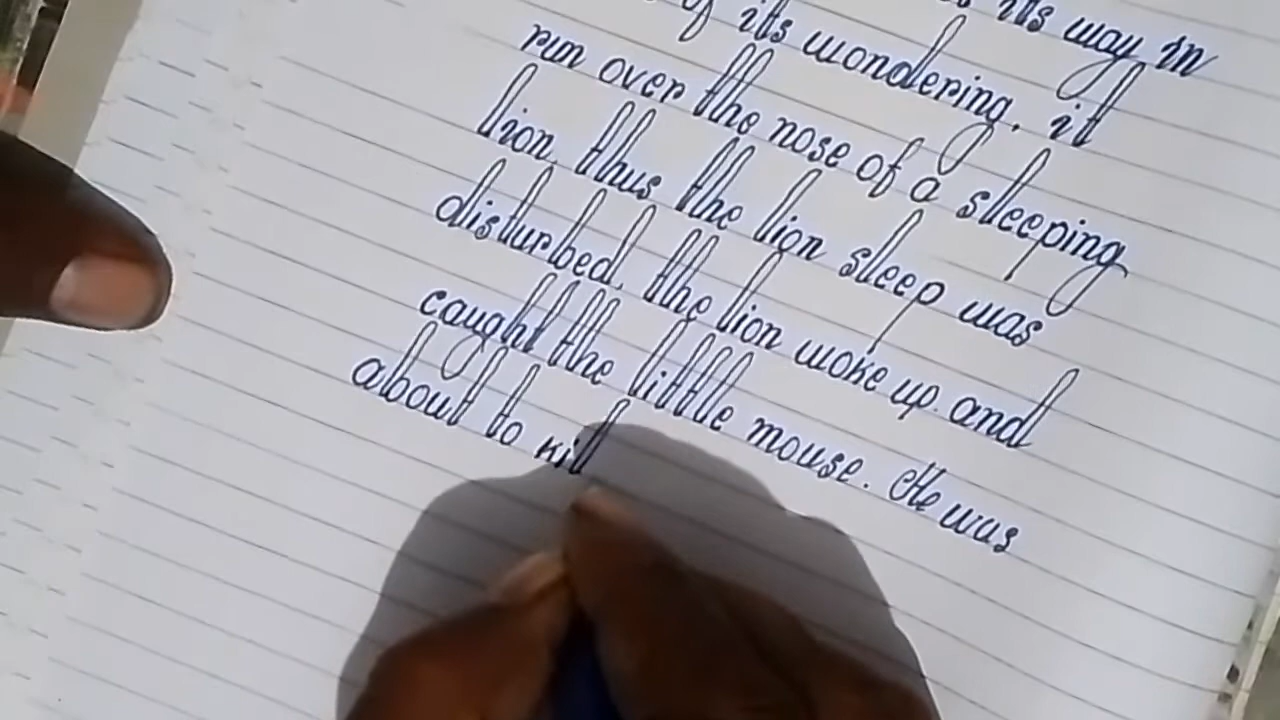 its way in
of its wondering, it
run over the nose of a sleeping
lion, thus the lion sleep was
disturbed, the lion woke up and
caught the little mouse. He was
about to kil